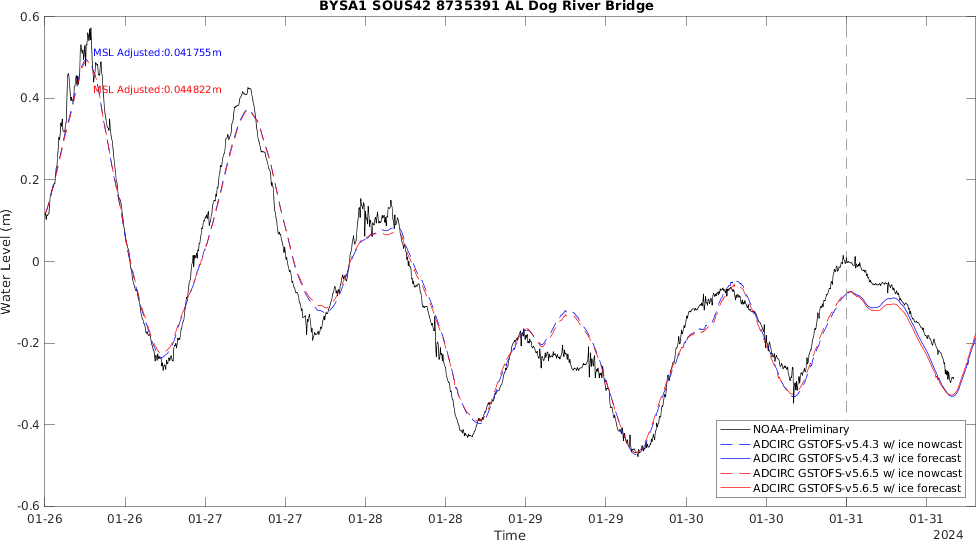 BYSA1 SOUS42 8735391 AL Dog River Bridge
MSL Adjusted:0.041755m
MSL Adjusted:0.044822m
Water Level (m)
0.6
0.4
0.2
0
-0.2
-0.4
-0.6
01-26 01-26 01-27 01-27 01-28 01-28 01-29 01-29 01-30 01-30 01-31 01-31
2024
Time
NOAA-Preliminary
ADCIRC GSTOFS-v5.4.3 w/ ice nowcast
ADCIRC GSTOFS-v5.4.3 w/ ice forecast
ADCIRC GSTOFS-v5.6.5 w/ ice nowcast
ADCIRC GSTOFS-v5.6.5 w/ ice forecast